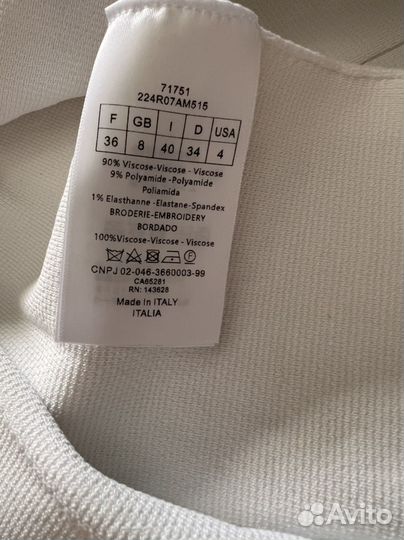 71751
224R07AM515
F GB I D USA
36 8 40 34 4
90% Viscose-Viscose - Viscose
9% Polyamide - Polyamide
Poliamida
1% Elasthanne -Elastane-Spandex
BRODERIE-EMBROIDERY
BORDADO
100%Viscose-Viscose - Viscose
CNPJ 02-046-3660003-99
CA65281
RN: 143628
Made In ITALY
ITALIA
Avito